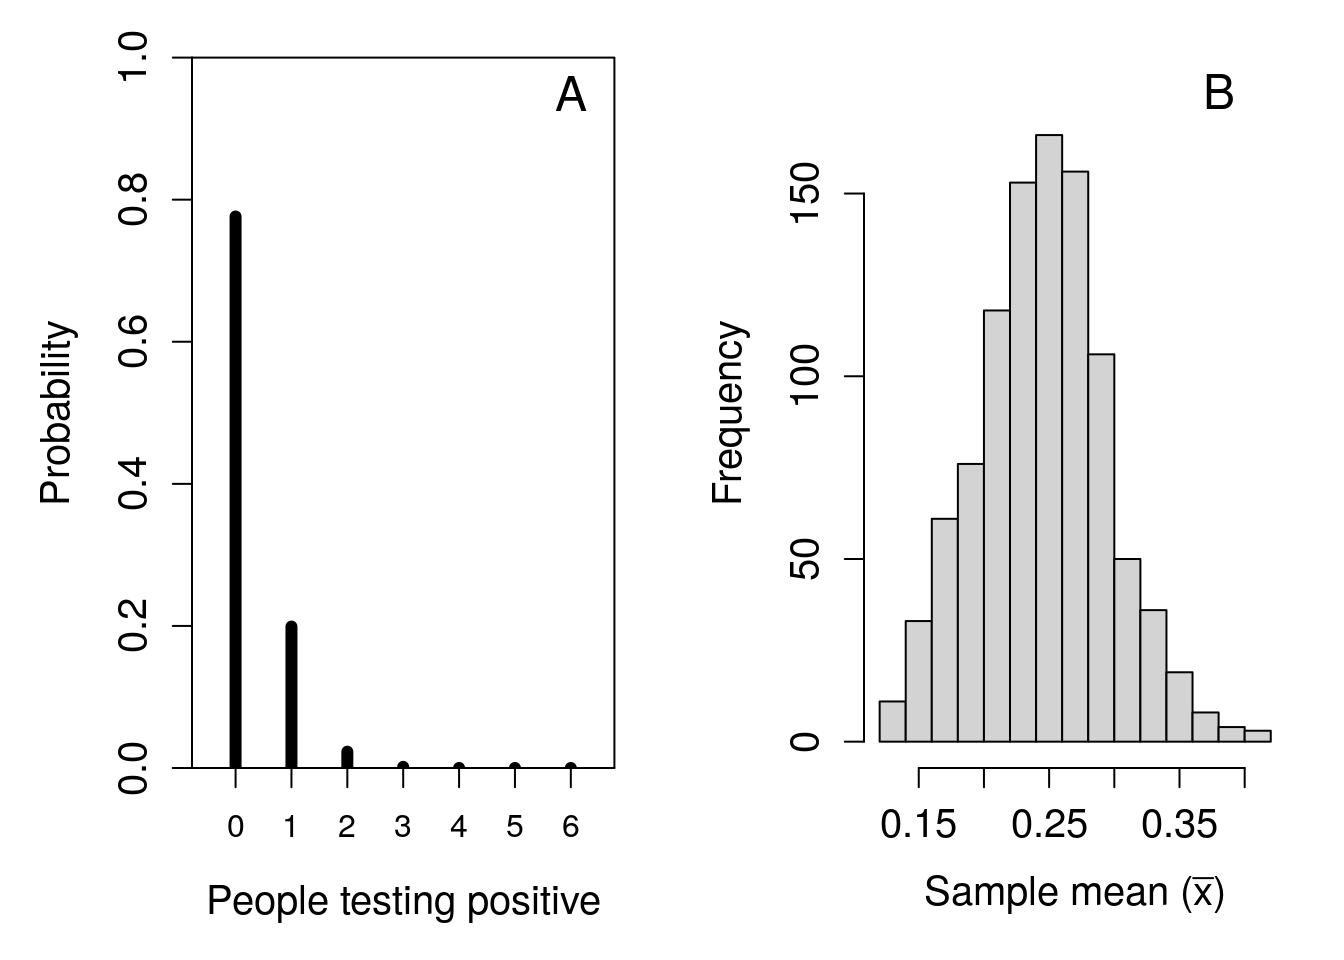 A
1.0
0.8
0.6
0.4
0.2
0.0
Probability
0 1 2 3 4 5 6
People testing positive
B
150
100
50
0
Frequency
0.15 0.25 0.35
Sample mean (x̅)